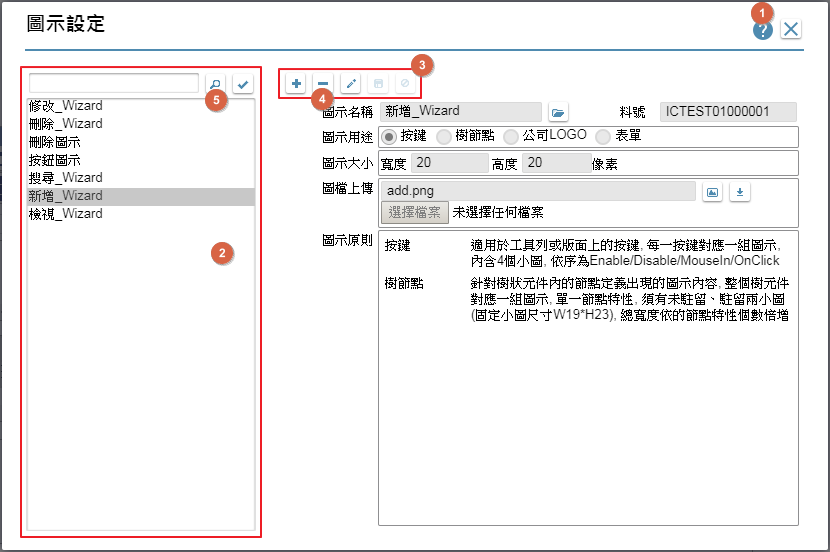 圖示設定
1
?
3
5
4
修改_Wizard
刪除_Wizard
刪除圖示
按鈕圖示
搜尋_Wizard
新增_Wizard
檢視_Wizard
2
圖示名稱 新增_Wizard 料號 ICTEST01000001
圖示用途 按鍵 樹節點 公司LOGO 表單
圖示大小 寬度 20 高度 20 像素
圖檔上傳 add.png
選擇檔案 未選擇任何檔案
圖示原則 按鍵 適用於工具列或版面上的按鍵, 每一按鍵對應一組圖示,
內含4個小圖, 依序為Enable/Disable/MouseIn/OnClick
樹節點 針對樹狀元件內的節點定義出現的圖示內容, 整個樹元件
對應一組圖示, 單一節點特性, 須有未駐留、駐留兩小圖
(固定小圖尺寸W19*H23), 總寬度依的節點特性個數倍增